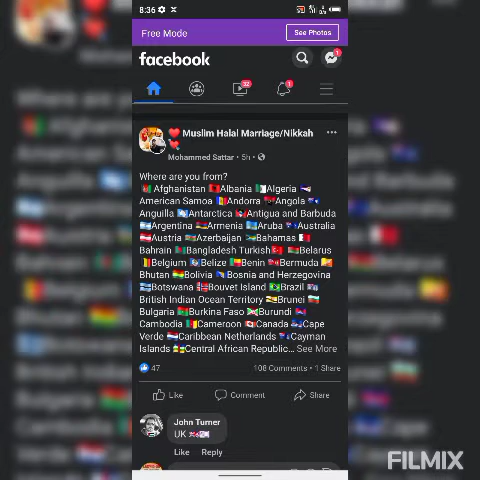 8:36
Free Mode
See Photos
facebook
1
32
1
Muslim Halal Marriage/Nikkah
Mohammed Sattar • 5h •
Where are you from?
🇦🇫 Afghanistan 🇦🇱Albania 🇩🇿Algeria 🇦🇸
American Samoa 🇦🇩Andorra 🇦🇴Angola 🇦🇮
Anguilla 🇦🇶Antarctica 🇦🇬Antigua and Barbuda
🇦🇷Argentina 🇦🇲Armenia 🇦🇼Aruba 🇦🇺Australia
🇦🇹Austria 🇦🇿Azerbaijan 🇧🇸Bahamas 🇧🇭
Bahrain 🇧🇩Bangladesh Turkish🇹🇷 🇧🇾Belarus
🇧🇪Belgium 🇧🇿Belize 🇧🇯Benin 🇧🇲Bermuda 🇧🇹
Bhutan 🇧🇴Bolivia 🇧🇦Bosnia and Herzegovina
🇧🇼Botswana 🇧🇻Bouvet Island 🇧🇷Brazil 🇮🇴
British Indian Ocean Territory 🇧🇳Brunei 🇧🇬
Bulgaria 🇧🇫Burkina Faso 🇧🇮Burundi 🇰🇭
Cambodia 🇨🇲Cameroon 🇨🇦Canada 🇨🇻Cape
Verde 🇧🇶Caribbean Netherlands 🇰🇾Cayman
Islands 🇨🇫Central African Republic... See More
47
108 Comments • 1 Share
Like
Comment
Share
John Turner
UK
Like Reply
FILMIX